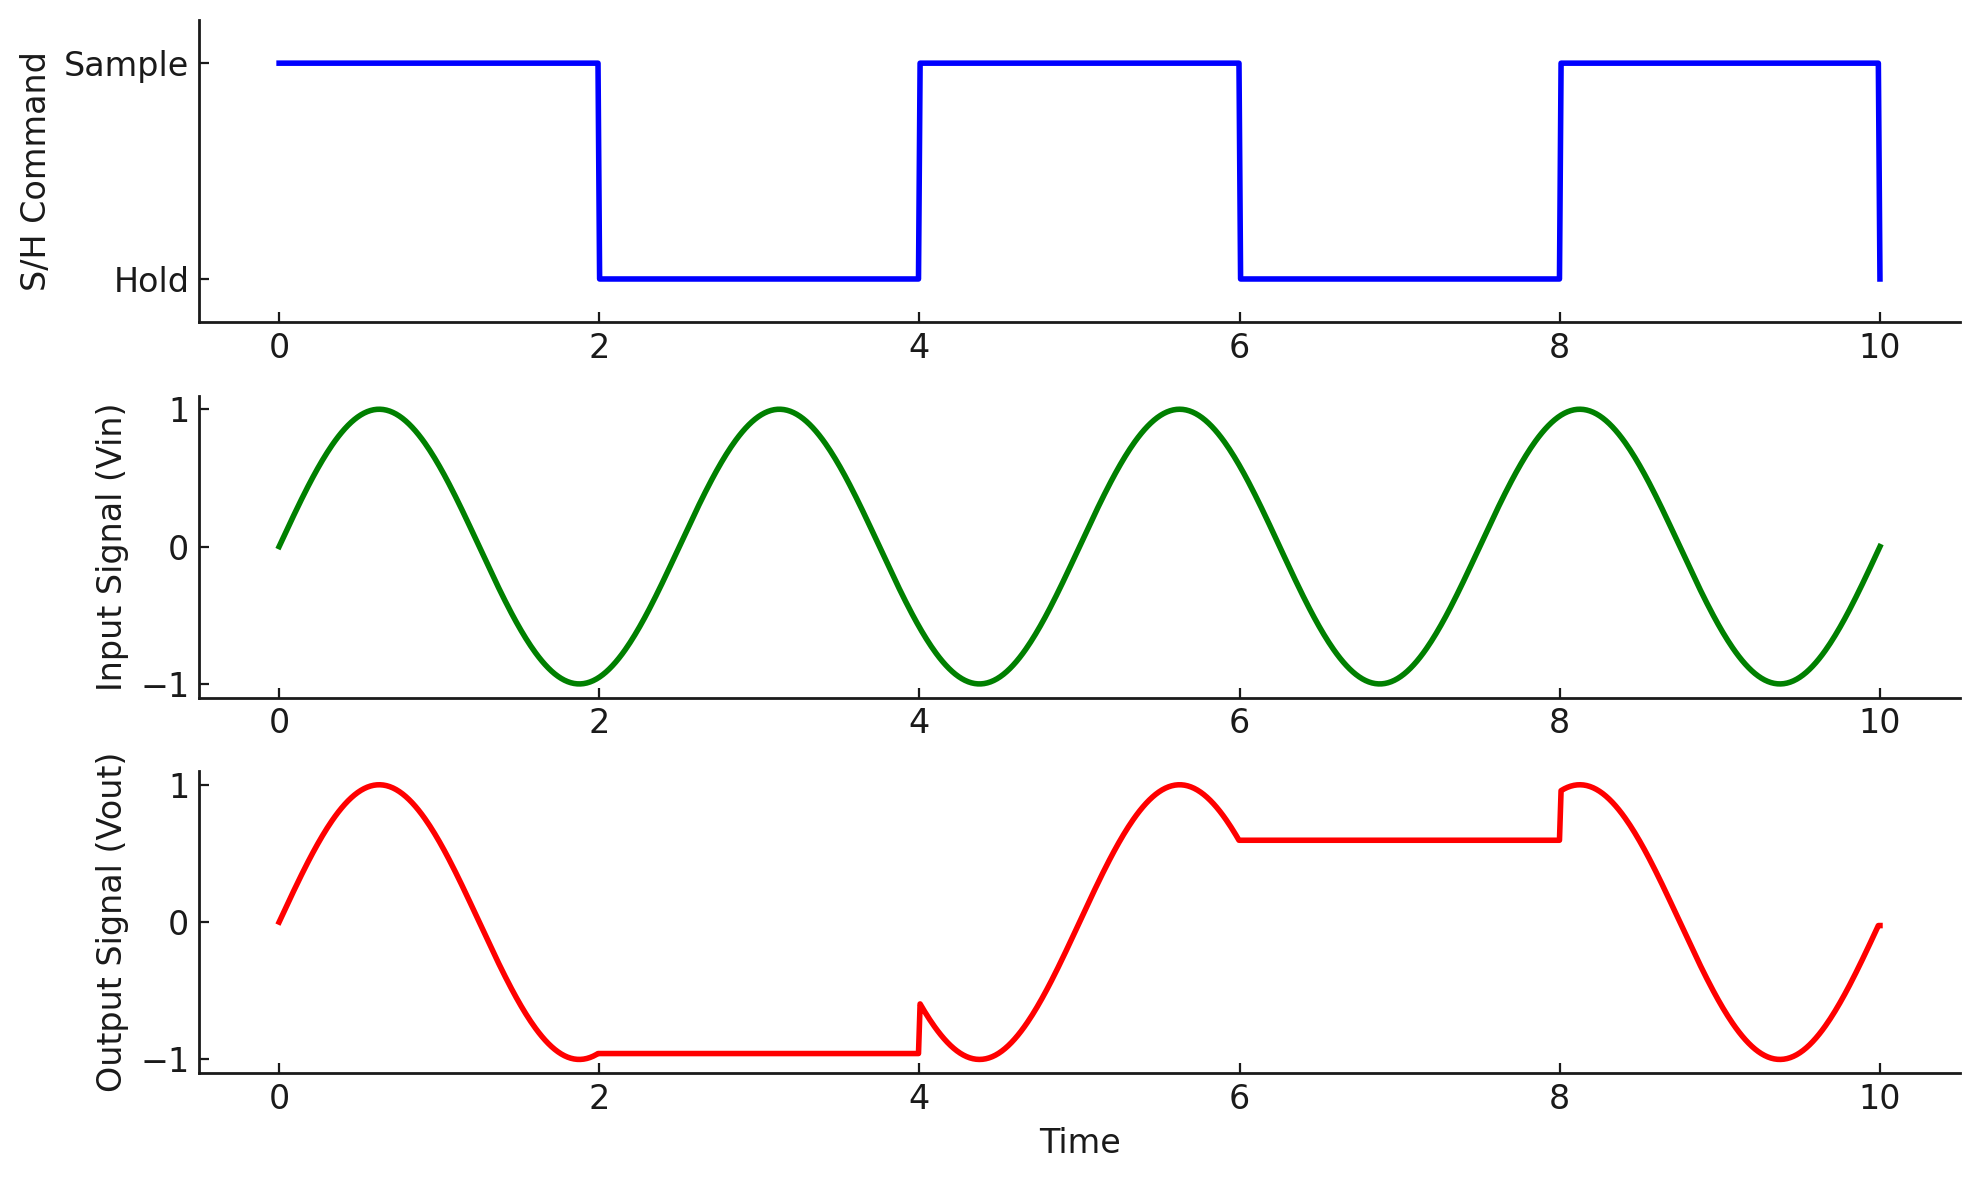 S/H Command
Sample
Hold
0 2 4 6 8 10
Input Signal (Vin)
1
0
−1
0 2 4 6 8 10
Output Signal (Vout)
1
0
−1
0 2 4 6 8 10
Time